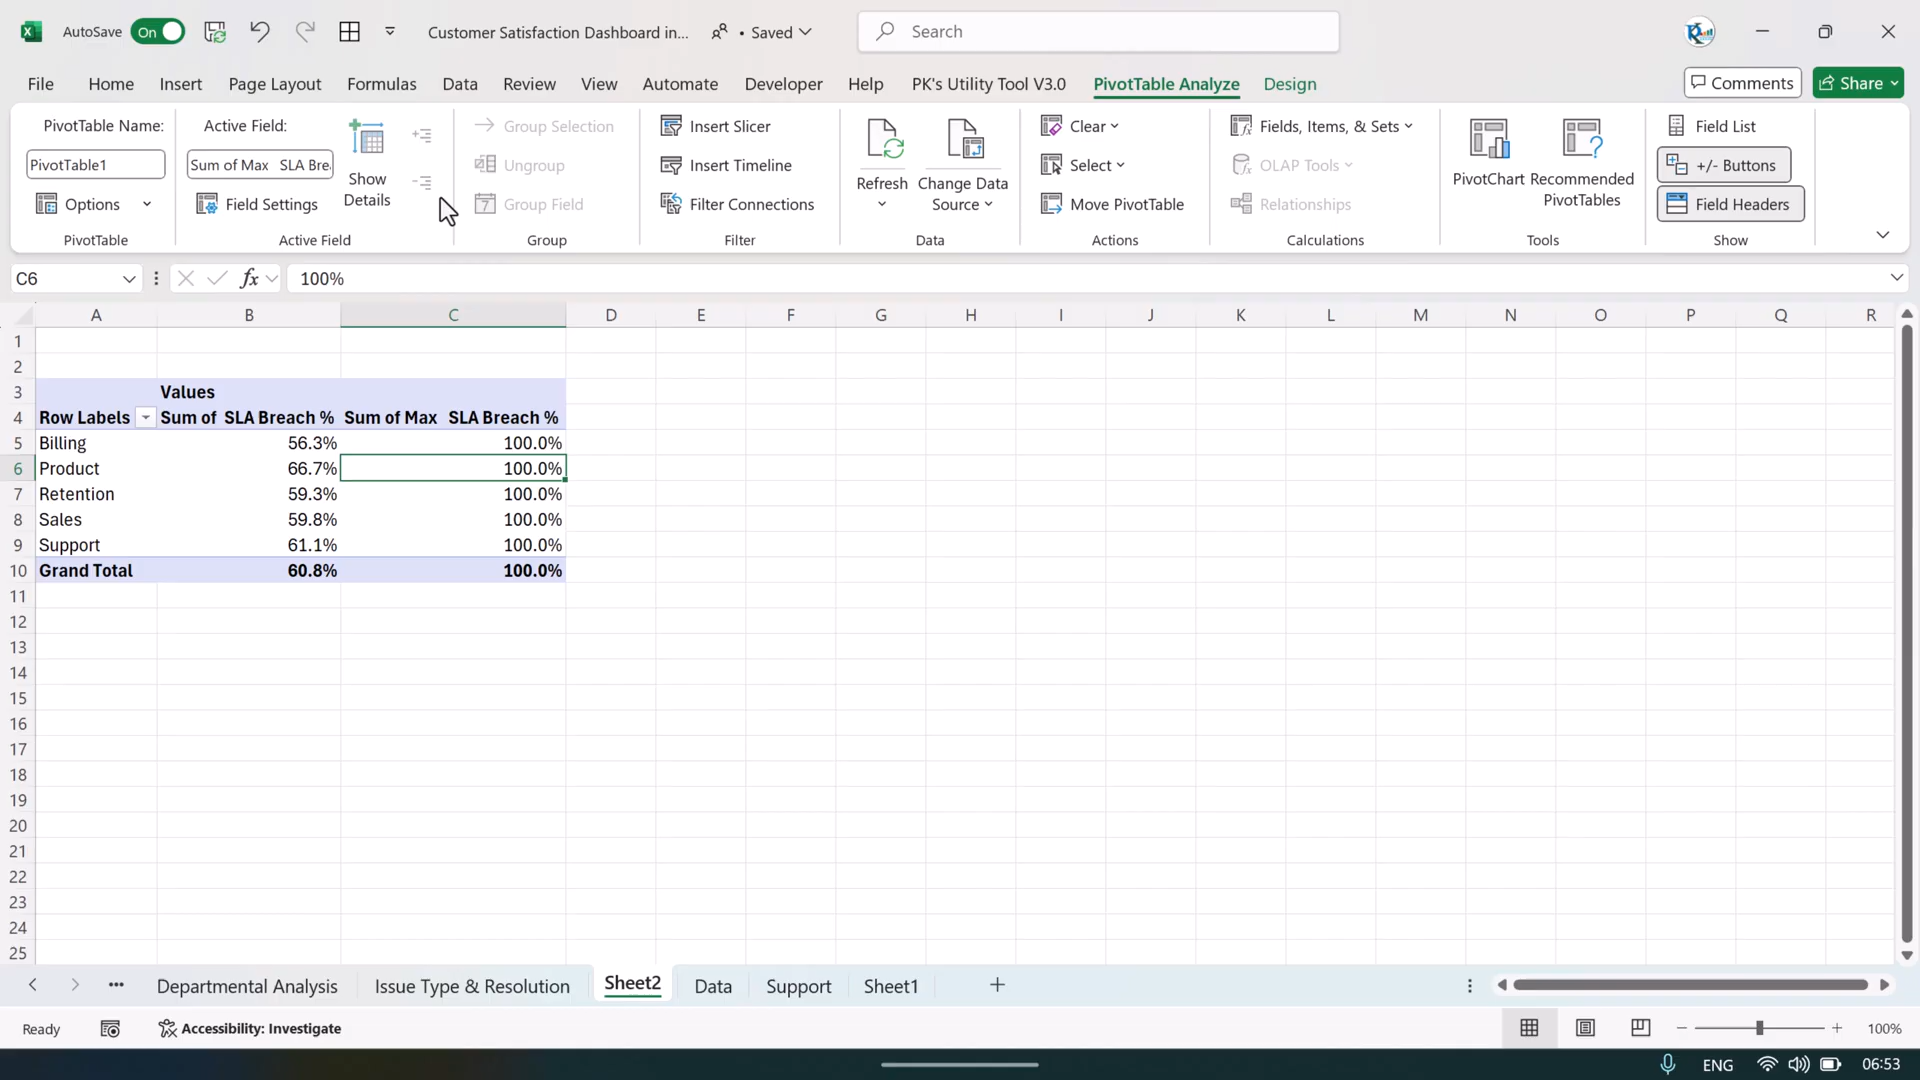 AutoSave On Customer Satisfaction Dashboard in... • Saved Search
File Home Insert Page Layout Formulas Data Review View Automate Developer Help PK's Utility Tool V3.0 PivotTable Analyze Design Comments Share
PivotTable Name:
PivotTable1
Options
PivotTable
Active Field:
Sum of Max SLA Brea
Field Settings
Show
Details
Active Field
Group Selection
Ungroup
7 Group Field
Group
Insert Slicer
Insert Timeline
Filter Connections
Filter
Refresh
Change Data
Source
Data
Clear
Select
Move PivotTable
Actions
Fields, Items, & Sets
OLAP Tools
Relationships
Calculations
PivotChart
Recommended
PivotTables
Tools
Field List
+/- Buttons
Field Headers
Show
C6 fx 100%
A B C D E F G H I J K L M N O P Q R
1
2
3 Values
4 Row Labels Sum of SLA Breach % Sum of Max SLA Breach %
5 Billing 56.3% 100.0%
6 Product 66.7% 100.0%
7 Retention 59.3% 100.0%
8 Sales 59.8% 100.0%
9 Support 61.1% 100.0%
10 Grand Total 60.8% 100.0%
11
12
13
14
15
16
17
18
19
20
21
22
23
24
25
Departmental Analysis Issue Type & Resolution Sheet2 Data Support Sheet1
Ready Accessibility: Investigate 100%
ENG 06:53